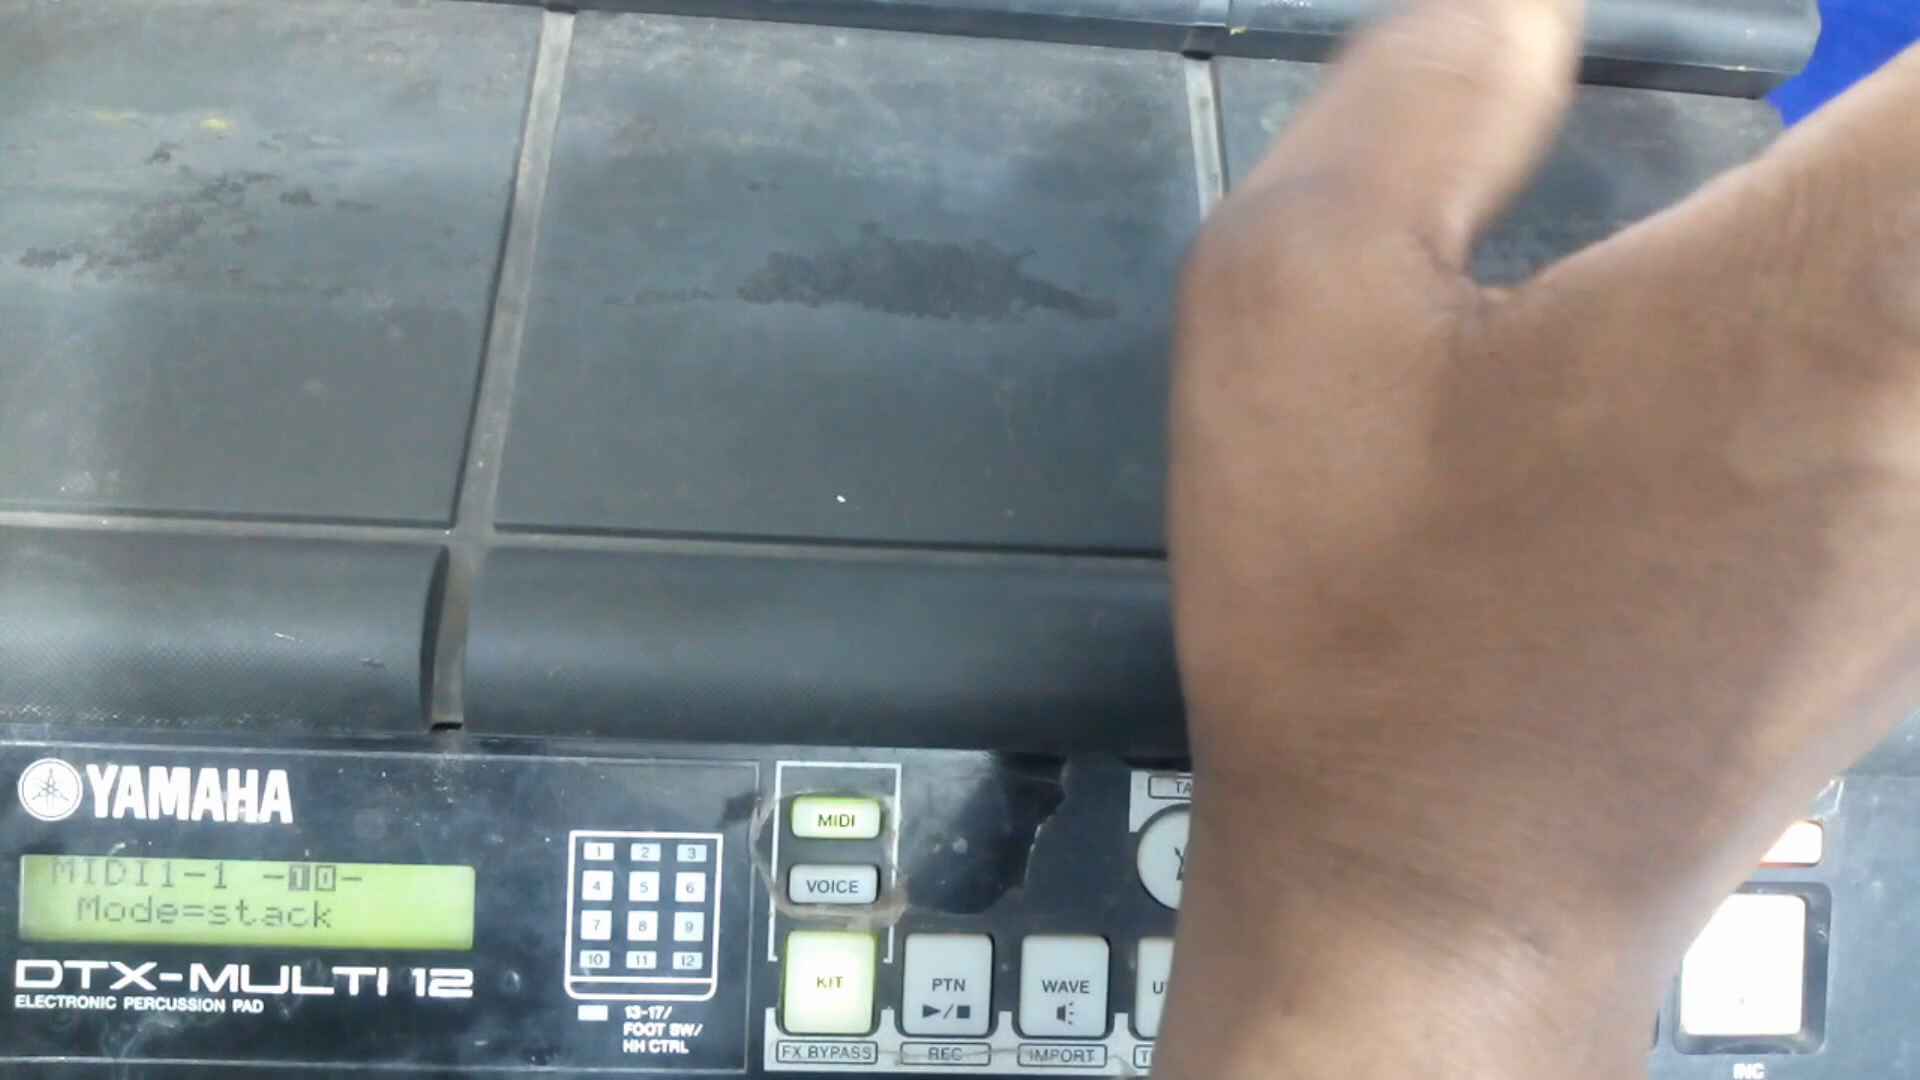 YAMAHA
MIDI1-1 -10-
Mode=stack
DTX-MULTI 12
ELECTRONIC PERCUSSION PAD
1 2 3
4 5 6
7 8 9
10 11 12
13-17/
FOOT SW/
HH CTRL
MIDI
VOICE
KIT
PTN
WAVE
FX BYPASS
REC
IMPORT
INC